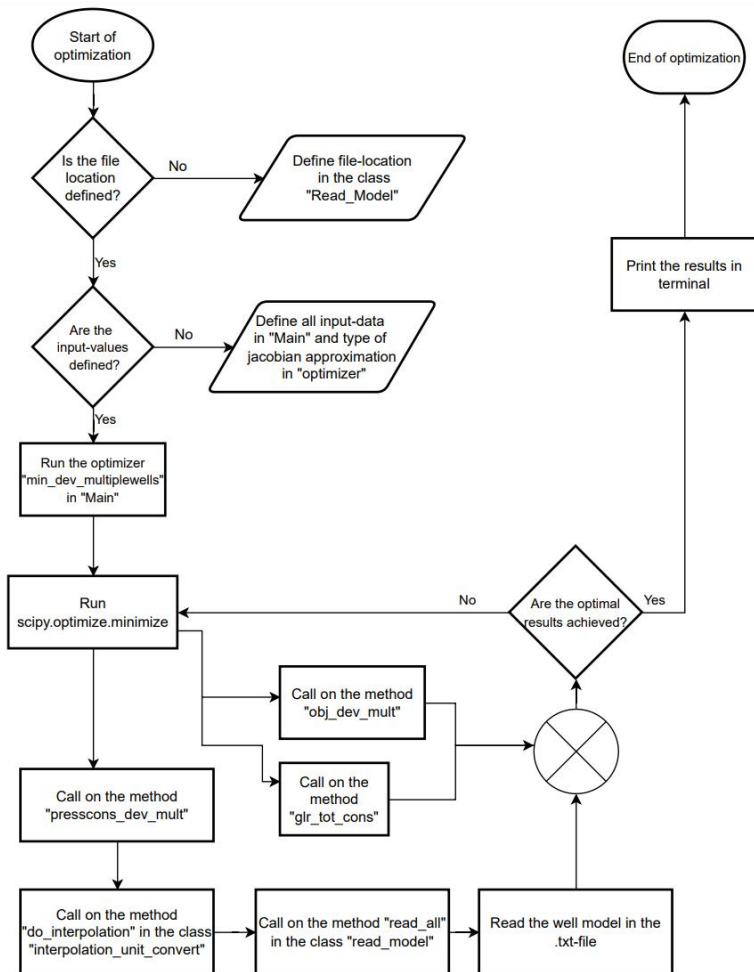 Start of
optimization
End of optimization
Is the file
location
defined?
No
Define file-location
in the class
"Read_Model"
Yes
Print the results in
terminal
Are the
input-values
defined?
No
Define all input-data
in "Main" and type of
jacobian approximation
in "optimizer"
Yes
Run the optimizer
"min_dev_multiplewells"
in "Main"
Run
scipy.optimize.minimize
No
Are the optimal
results achieved?
Yes
Call on the method
"obj_dev_mult"
Call on the
method
"glr_tot_cons"
Call on the method
"presscons_dev_mult"
Call on the method
"do_interpolation" in the class
"interpolation_unit_convert"
Call on the method "read_all"
in the class "read_model"
Read the well model in the
.txt-file